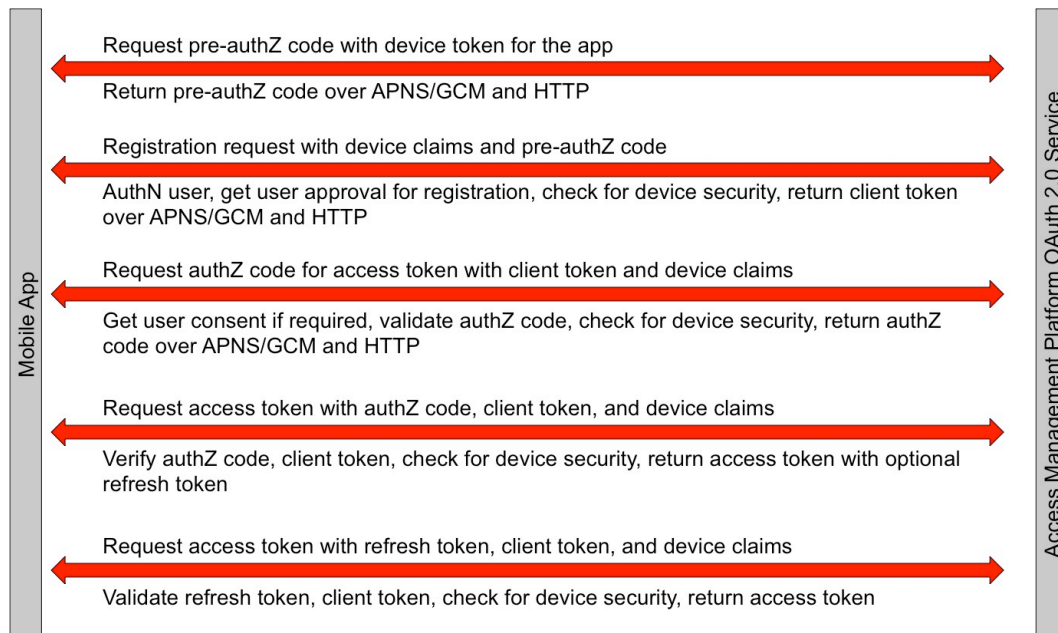 Request pre-authZ code with device token for the app
Return pre-authZ code over APNS/GCM and HTTP
Registration request with device claims and pre-authZ code
AuthN user, get user approval for registration, check for device security, return client token
over APNS/GCM and HTTP
Request authZ code for access token with client token and device claims
Get user consent if required, validate authZ code, check for device security, return authZ
code over APNS/GCM and HTTP
Request access token with authZ code, client token, and device claims
Verify authZ code, client token, check for device security, return access token with optional
refresh token
Request access token with refresh token, client token, and device claims
Validate refresh token, client token, check for device security, return access token
Mobile App
Access Management Platform OAuth 2.0 Service